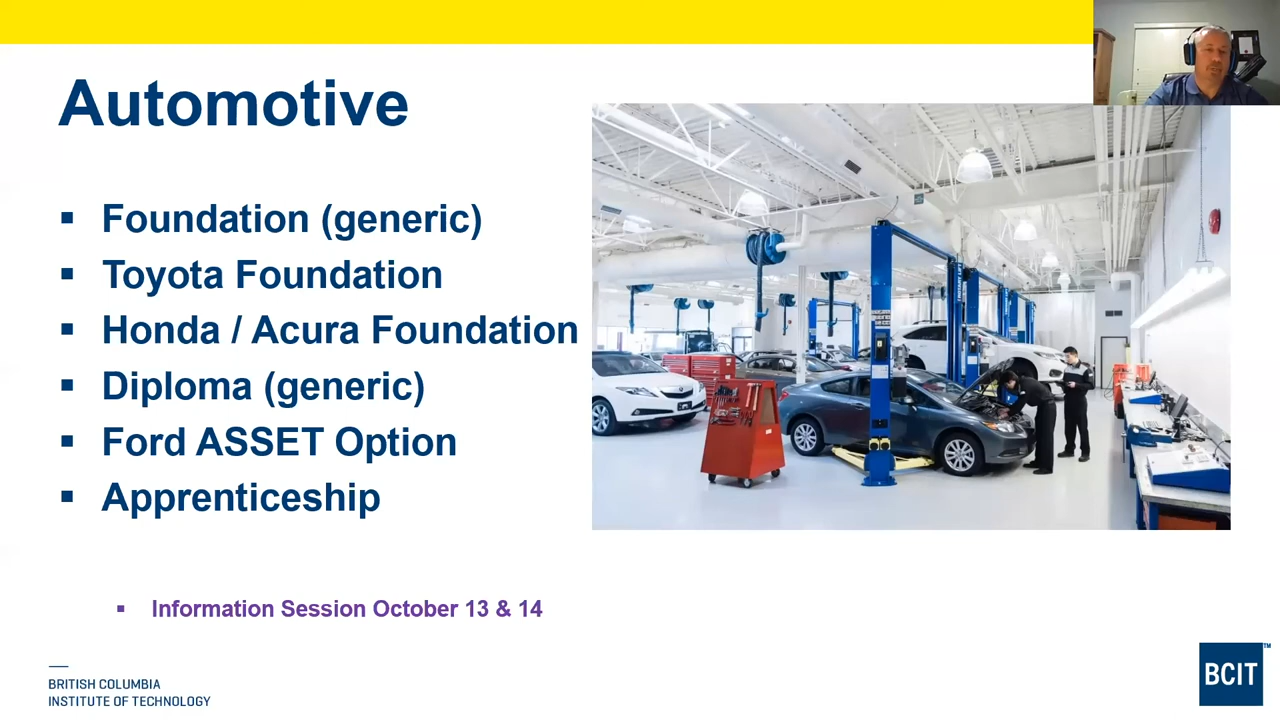 Automotive
▪ Foundation (generic)
▪ Toyota Foundation
▪ Honda / Acura Foundation
▪ Diploma (generic)
▪ Ford ASSET Option
▪ Apprenticeship
▪ Information Session October 13 & 14
BRITISH COLUMBIA
INSTITUTE OF TECHNOLOGY
BCIT™